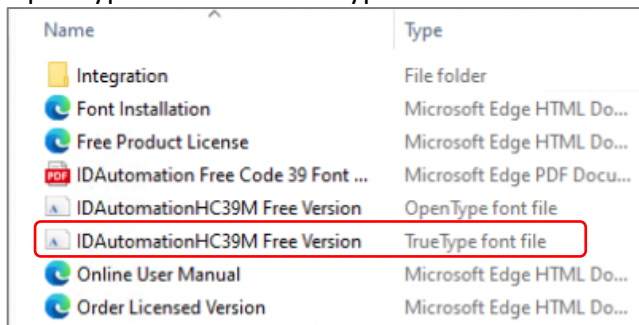 Name Type
Integration File folder
Font Installation Microsoft Edge HTML Do...
Free Product License Microsoft Edge HTML Do...
PDF IDAutomation Free Code 39 Font ... Microsoft Edge PDF Docu...
IDAutomationHC39M Free Version OpenType font file
IDAutomationHC39M Free Version TrueType font file
Online User Manual Microsoft Edge HTML Do...
Order Licensed Version Microsoft Edge HTML Do...